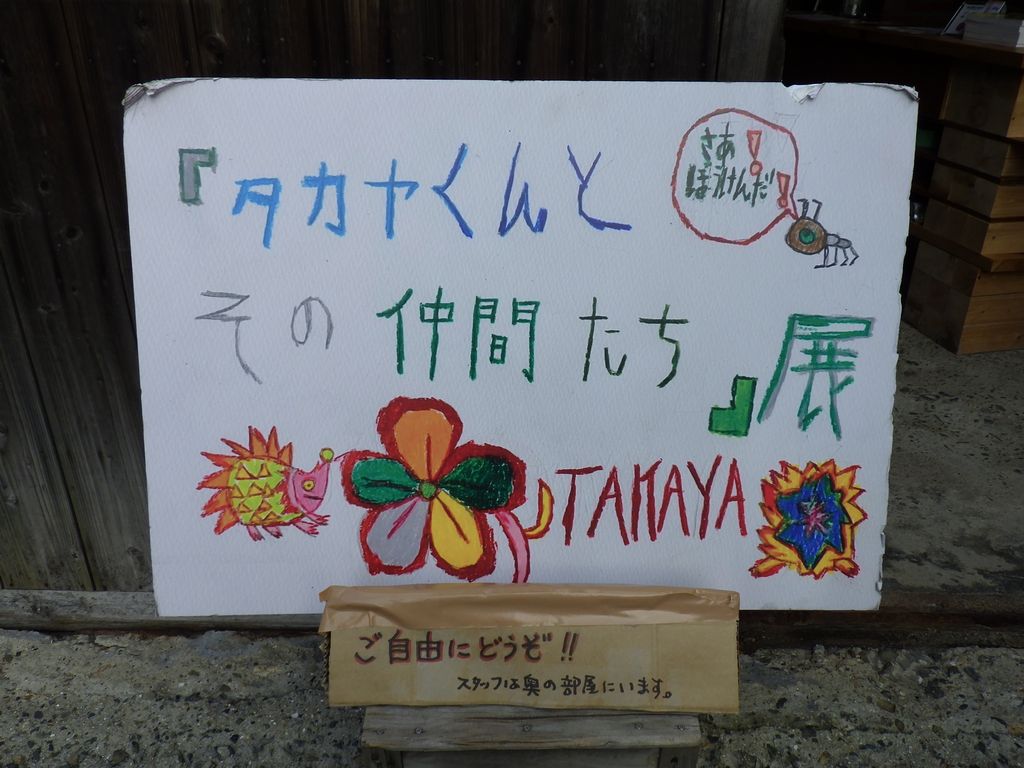 『タカヤくんと
さあ！
ぼうけんだ！
その仲間たち』展
TAKAYA
ご自由にどうぞ!!
スタッフは奥の部屋にいます。